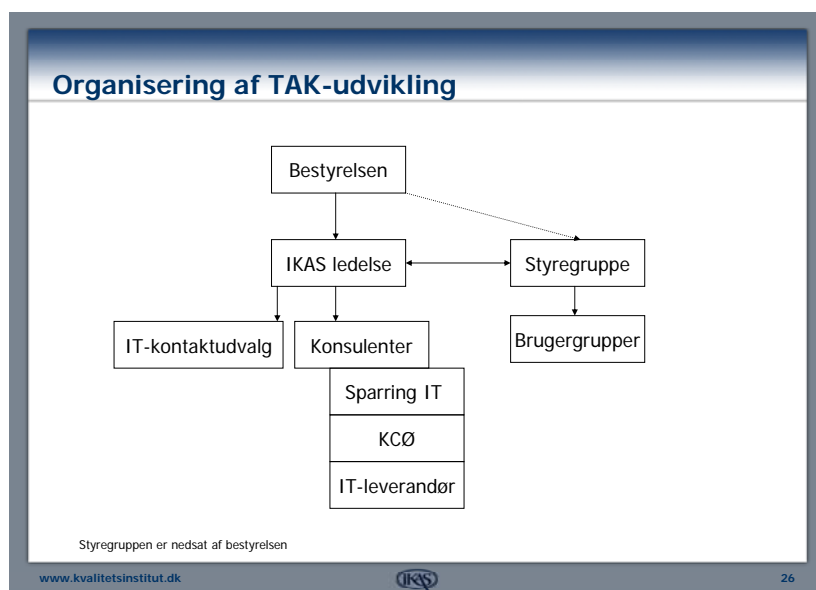 Organisering af TAK-udvikling
Bestyrelsen
IKAS ledelse
Styregruppe
IT-kontaktudvalg
Konsulenter
Brugergrupper
Sparring IT
KCØ
IT-leverandør
Styregruppen er nedsat af bestyrelsen
www.kvalitetsinstitut.dk
IKAS
26